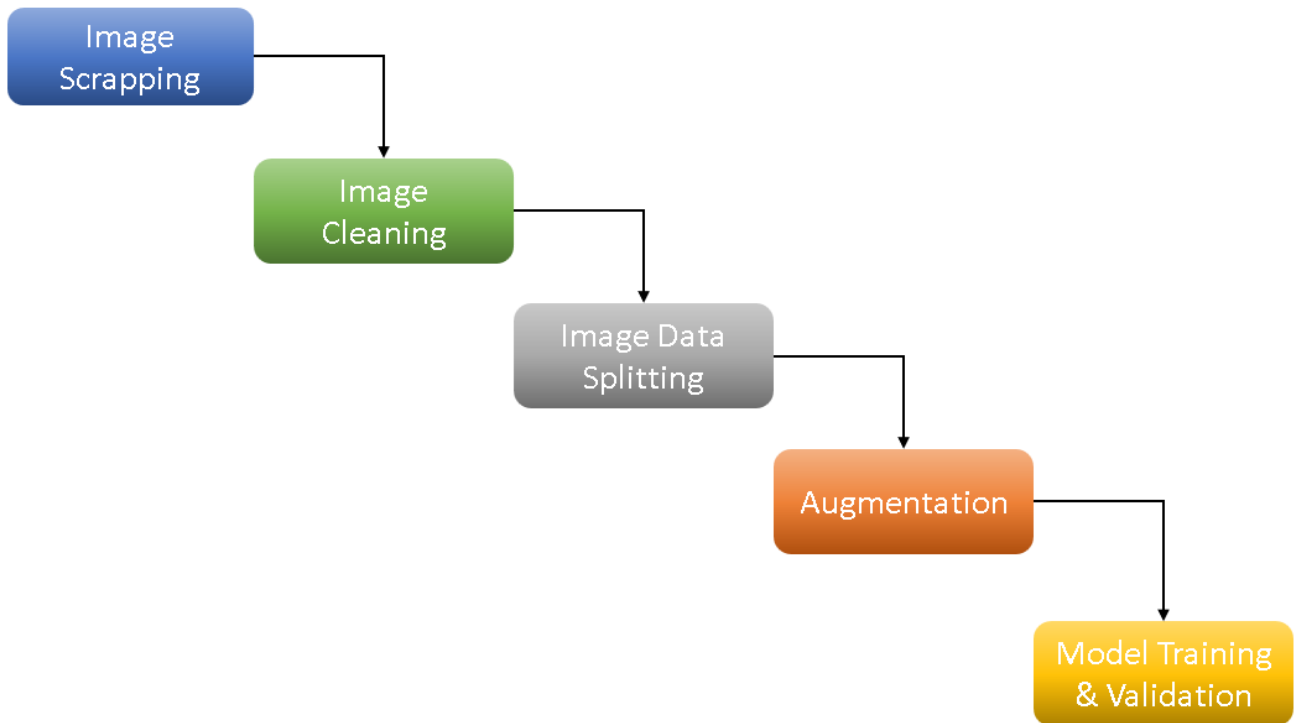 Image
Scrapping
Image
Cleaning
Image Data
Splitting
Augmentation
Model Training
& Validation